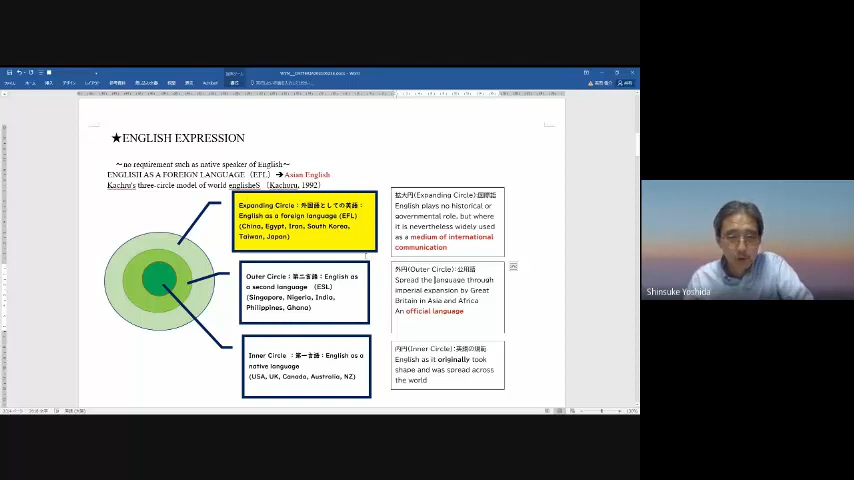 ★ENGLISH EXPRESSION
～no requirement such as native speaker of English～
ENGLISH AS A FOREIGN LANGUAGE（EFL）➔Asian English
Kachru's three-circle model of world englisheS （Kachuru, 1992）
Expanding Circle：外国語としての英語：
English as a foreign language (EFL)
(China, Egypt, Iran, South Korea,
Taiwan, Japan)
拡大円(Expanding Circle):国際語
English plays no historical or
governmental role, but where
it is nevertheless widely used
as a medium of international
communication
Outer Circle：第二言語：English as
a second language （ESL)
(Singapore, Nigeria, India,
Philippines, Ghana)
外円(Outer Circle):公用語
Spread the language through
imperial expansion by Great
Britain in Asia and Africa
An official language
Inner Circle ：第一言語：English as a
native language
(USA, UK, Canada, Australia, NZ)
内円(Inner Circle):英語の規範
English as it originally took
shape and was spread across
the world
Shinsuke Yoshida